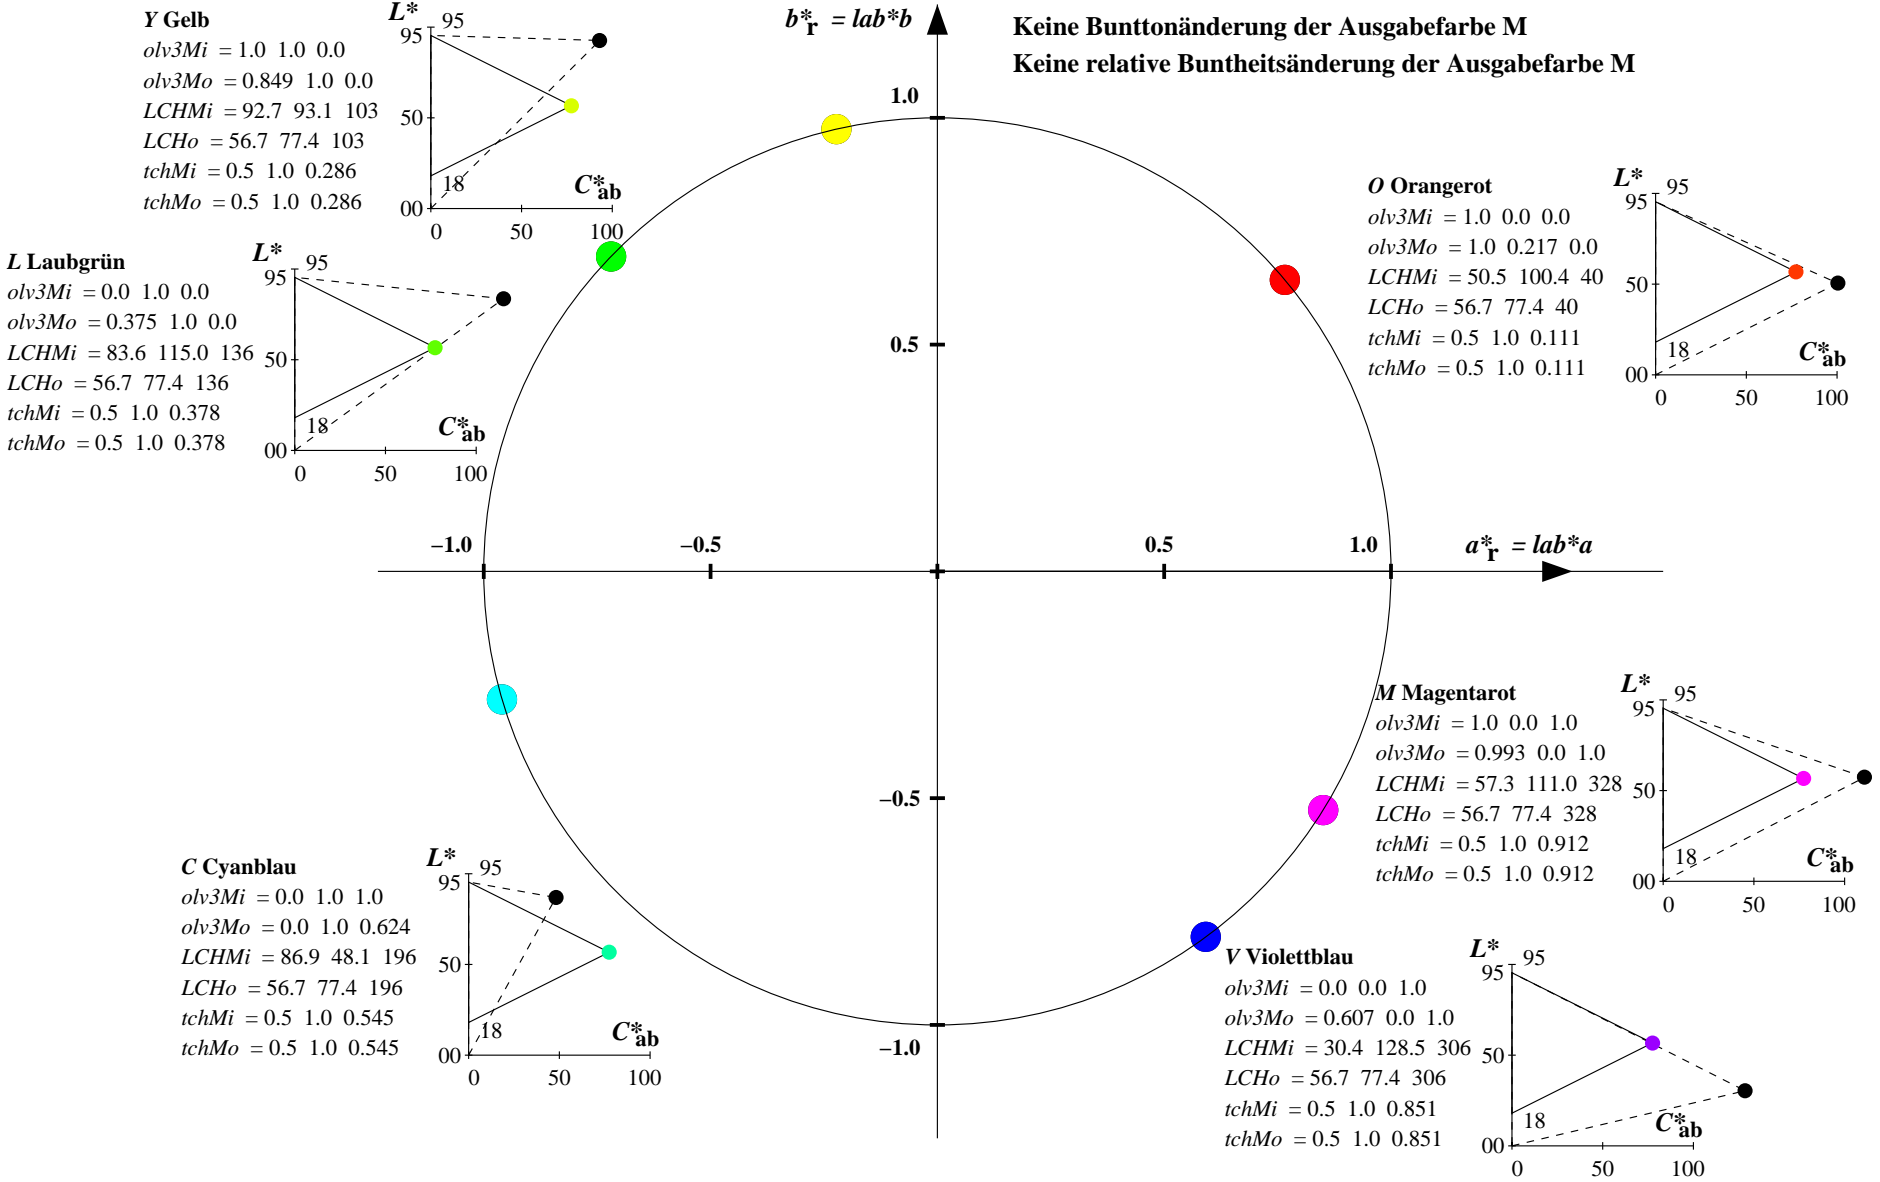 Keine Bunttonänderung der Ausgabefarbe M
Keine relative Buntheitsänderung der Ausgabefarbe M
b*r = lab*b
1.0
0.5
−0.5
−1.0
−1.0
−0.5
0.5
1.0
a*r = lab*a
Y Gelb
olv3Mi = 1.0 1.0 0.0
olv3Mo = 0.849 1.0 0.0
LCHMi = 92.7 93.1 103
LCHo = 56.7 77.4 103
tchMi = 0.5 1.0 0.286
tchMo = 0.5 1.0 0.286
L*
95
95
50
18
00
C*ab
0 50 100
L Laubgrün
olv3Mi = 0.0 1.0 0.0
olv3Mo = 0.375 1.0 0.0
LCHMi = 83.6 115.0 136
LCHo = 56.7 77.4 136
tchMi = 0.5 1.0 0.378
tchMo = 0.5 1.0 0.378
L*
95
95
50
18
00
C*ab
0 50 100
O Orangerot
olv3Mi = 1.0 0.0 0.0
olv3Mo = 1.0 0.217 0.0
LCHMi = 50.5 100.4 40
LCHo = 56.7 77.4 40
tchMi = 0.5 1.0 0.111
tchMo = 0.5 1.0 0.111
L*
95
95
50
18
00
C*ab
0 50 100
M Magentarot
olv3Mi = 1.0 0.0 1.0
olv3Mo = 0.993 0.0 1.0
LCHMi = 57.3 111.0 328
LCHo = 56.7 77.4 328
tchMi = 0.5 1.0 0.912
tchMo = 0.5 1.0 0.912
L*
95
95
50
18
00
C*ab
0 50 100
C Cyanblau
olv3Mi = 0.0 1.0 1.0
olv3Mo = 0.0 1.0 0.624
LCHMi = 86.9 48.1 196
LCHo = 56.7 77.4 196
tchMi = 0.5 1.0 0.545
tchMo = 0.5 1.0 0.545
L*
95
95
50
18
00
C*ab
0 50 100
V Violettblau
olv3Mi = 0.0 0.0 1.0
olv3Mo = 0.607 0.0 1.0
LCHMi = 30.4 128.5 306
LCHo = 56.7 77.4 306
tchMi = 0.5 1.0 0.851
tchMo = 0.5 1.0 0.851
L*
95
95
50
18
00
C*ab
0 50 100